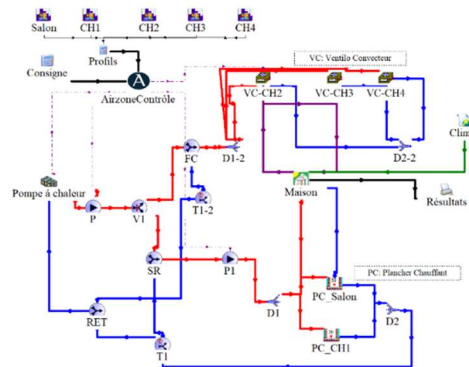 Salon CH1 CH2 CH3 CH4
Profils
Consigne
AirzoneContrôle
VC: Ventilo Convecteur
VC-CH2 VC-CH3 VC-CH4
Clim
FC D1-2 D2-2
Pompe à chaleur
P V1 T1-2
Maison
Résultats
SR P1
PC: Plancher Chauffant
PC_Salon
RET D1 D2
T1 PC_CH1